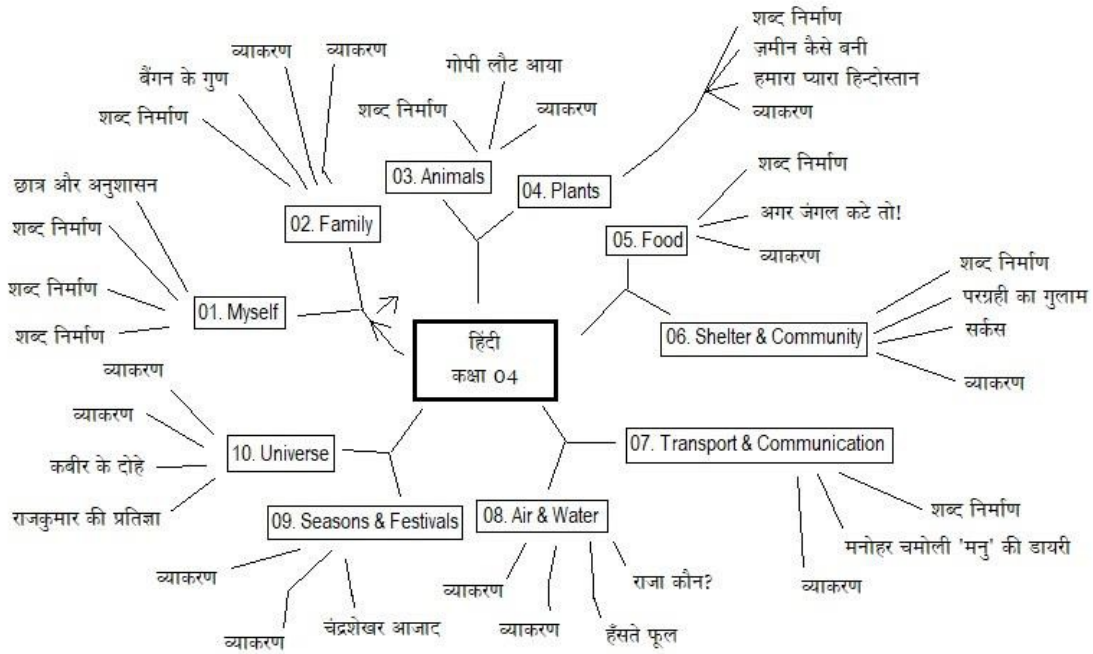 हिंदी
कक्षा 04
01. Myself
छात्र और अनुशासन
शब्द निर्माण
शब्द निर्माण
शब्द निर्माण
02. Family
शब्द निर्माण
बैंगन के गुण
व्याकरण
व्याकरण
03. Animals
शब्द निर्माण
गोपी लौट आया
व्याकरण
04. Plants
शब्द निर्माण
ज़मीन कैसे बनी
हमारा प्यारा हिन्दोस्तान
व्याकरण
05. Food
शब्द निर्माण
अगर जंगल कटे तो!
व्याकरण
06. Shelter & Community
शब्द निर्माण
परग्रही का गुलाम
सर्कस
व्याकरण
07. Transport & Communication
शब्द निर्माण
मनोहर चमोली 'मनु' की डायरी
व्याकरण
08. Air & Water
राजा कौन?
हँसते फूल
व्याकरण
व्याकरण
09. Seasons & Festivals
चंद्रशेखर आजाद
व्याकरण
व्याकरण
10. Universe
व्याकरण
व्याकरण
कबीर के दोहे
राजकुमार की प्रतिज्ञा